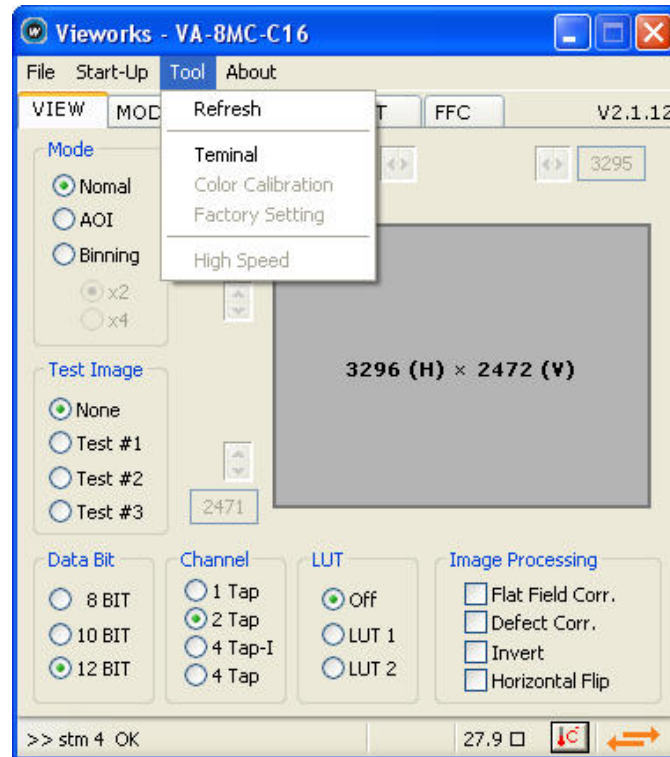 Vieworks - VA-8MC-C16
File Start-Up Tool About
VIEW MOD T FFC V2.1.12
Refresh
Teminal
Color Calibration
Factory Setting
High Speed
Mode
Nomal
AOI
Binning
x2
x4
3295
3296 (H) × 2472 (V)
Test Image
None
Test #1
Test #2
Test #3
2471
Data Bit
8 BIT
10 BIT
12 BIT
Channel
1 Tap
2 Tap
4 Tap-I
4 Tap
LUT
Off
LUT 1
LUT 2
Image Processing
Flat Field Corr.
Defect Corr.
Invert
Horizontal Flip
>> stm 4 OK
27.9 □
C